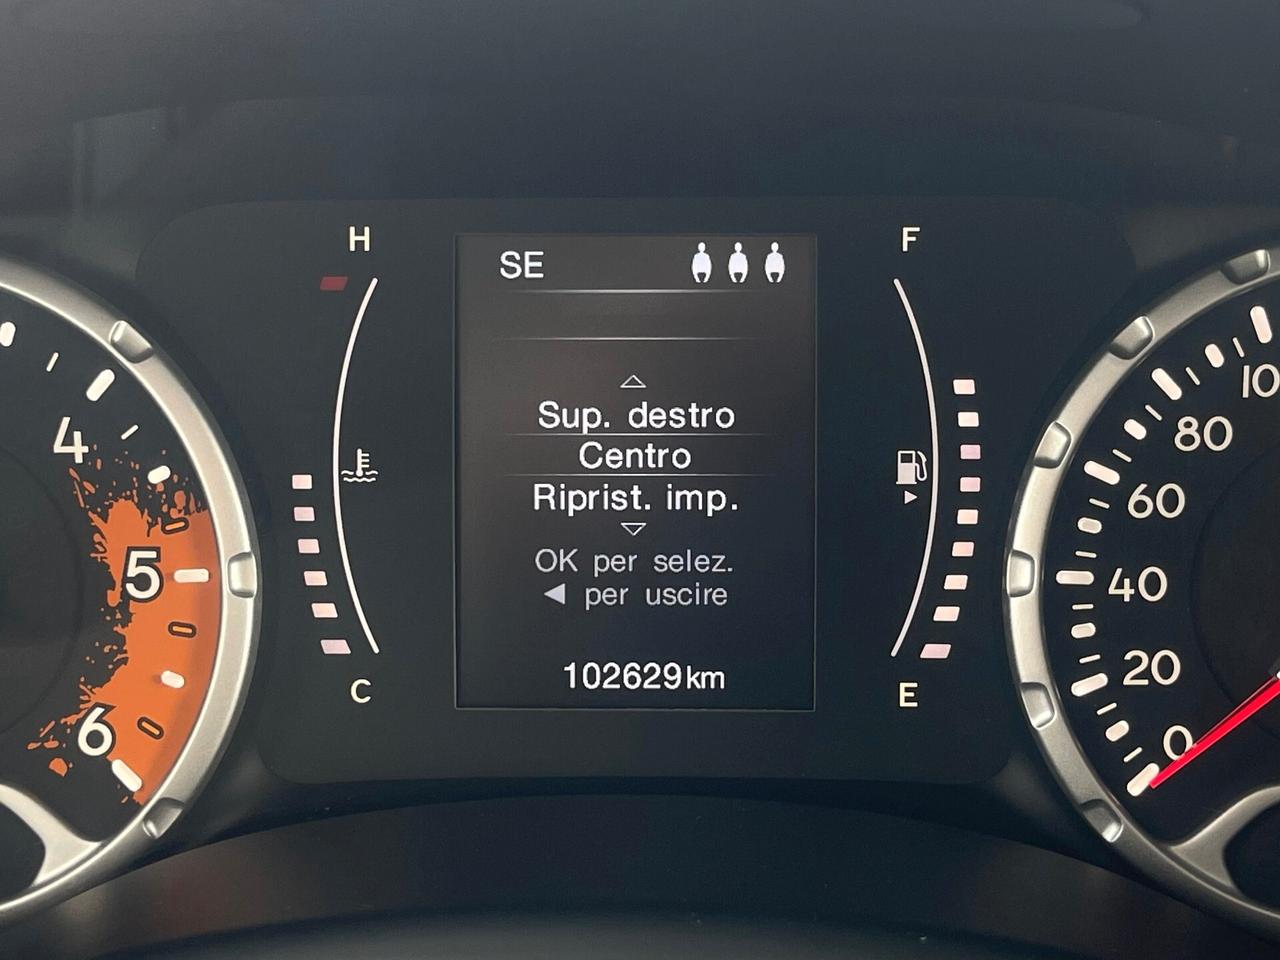 H
F
SE
Sup. destro
Centro
Riprist. imp.
OK per selez.
◄ per uscire
102629km
C
E
4
5
6
10
80
60
40
20
0